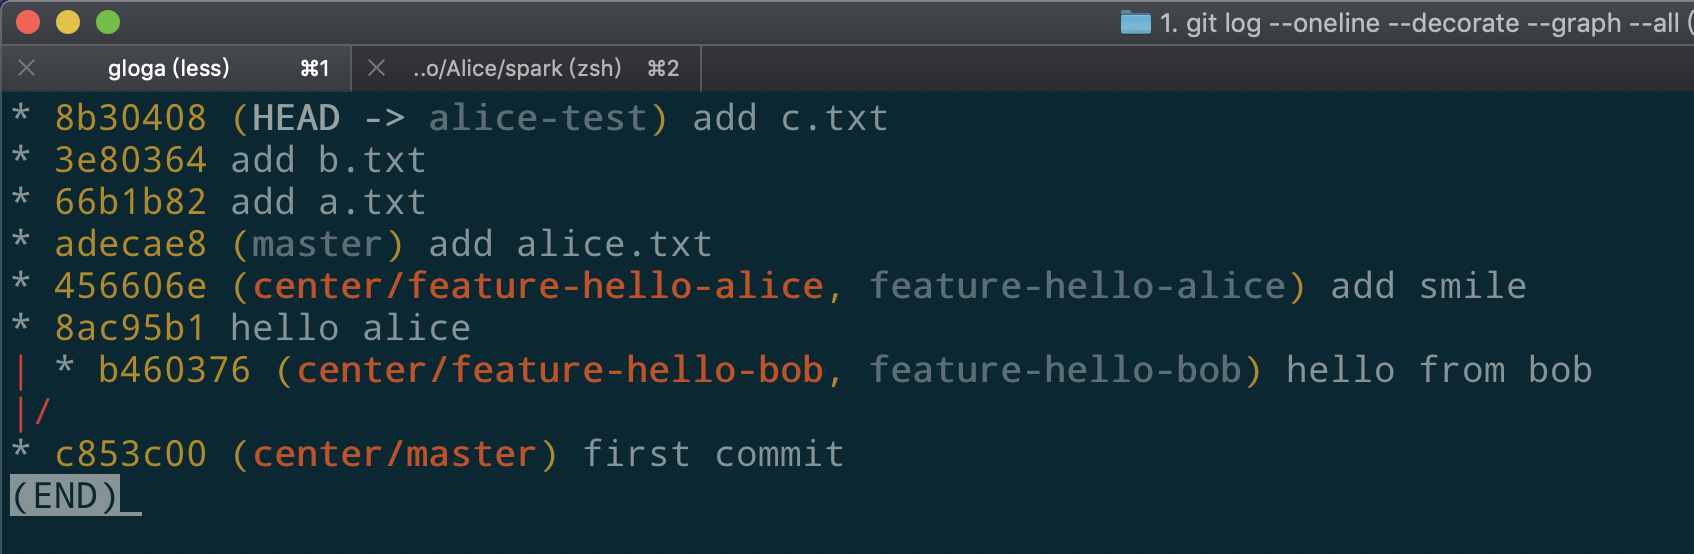 1. git log --oneline --decorate --graph --all (
gloga (less) ⌘1 ..o/Alice/spark (zsh) ⌘2
* 8b30408 (HEAD -> alice-test) add c.txt
* 3e80364 add b.txt
* 66b1b82 add a.txt
* adecae8 (master) add alice.txt
* 456606e (center/feature-hello-alice, feature-hello-alice) add smile
* 8ac95b1 hello alice
| * b460376 (center/feature-hello-bob, feature-hello-bob) hello from bob
|/
* c853c00 (center/master) first commit
(END)